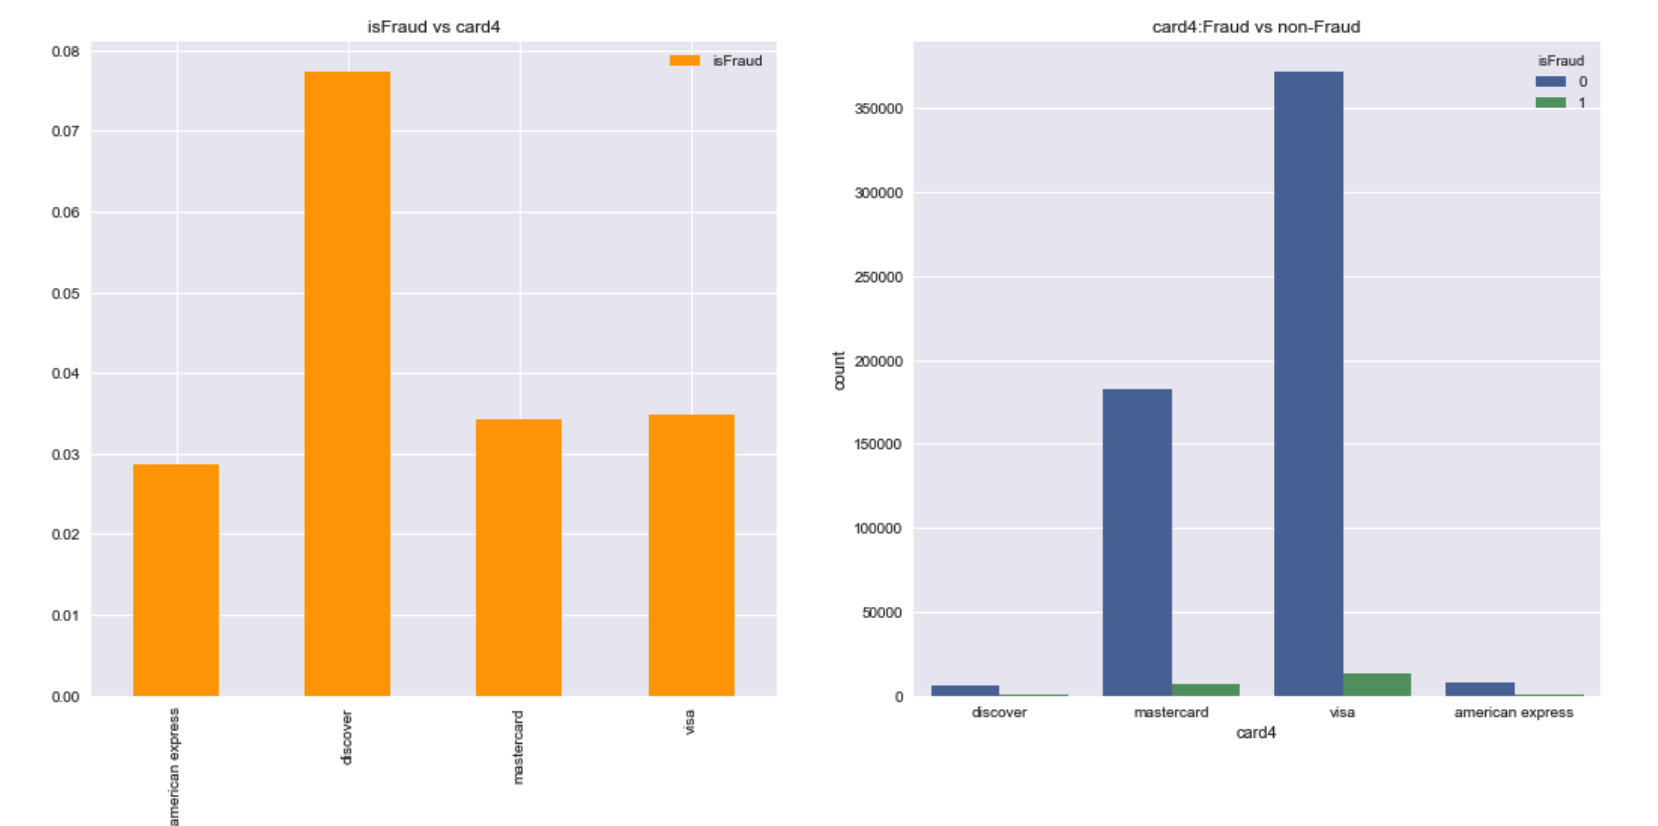 isFraud vs card4
isFraud
0.08
0.07
0.06
0.05
0.04
0.03
0.02
0.01
0.00
american express
discover
mastercard
visa
card4:Fraud vs non-Fraud
isFraud
0
1
350000
300000
250000
200000
150000
100000
50000
0
count
discover mastercard visa american express
card4